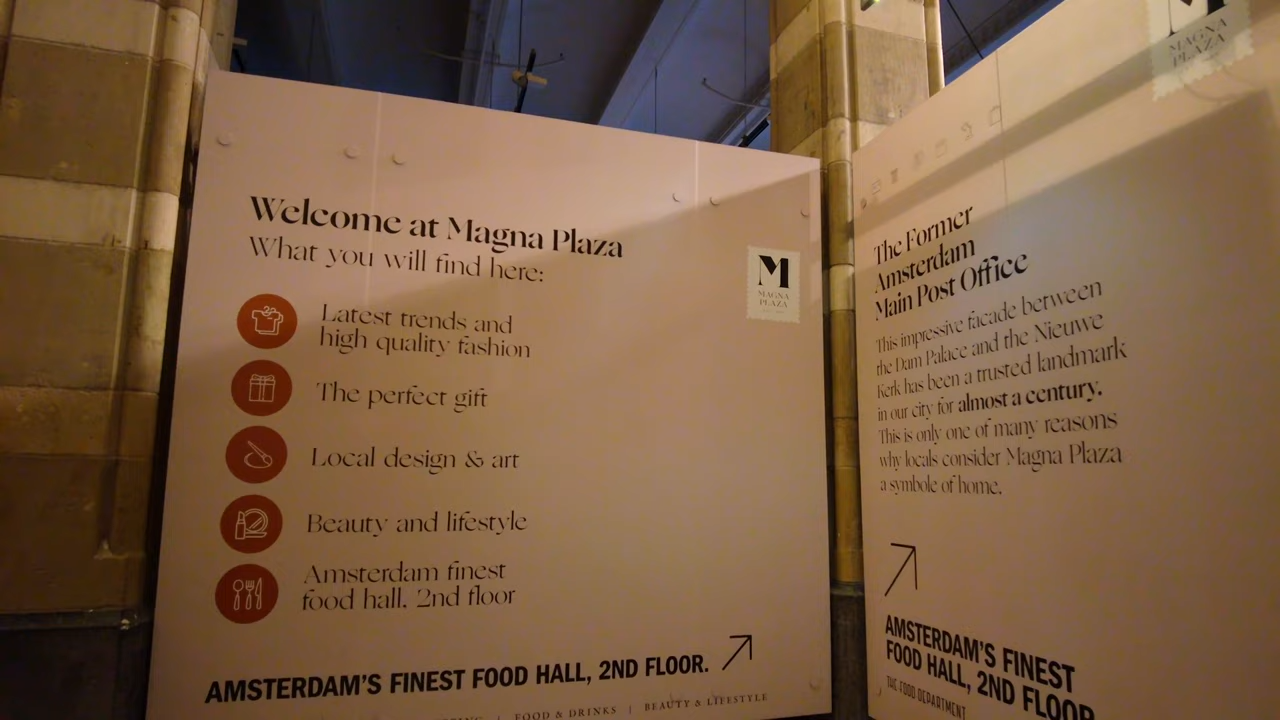 Welcome at Magna Plaza
What you will find here:
Latest trends and
high quality fashion
The perfect gift
Local design & art
Beauty and lifestyle
Amsterdam finest
food hall, 2nd floor
AMSTERDAM'S FINEST FOOD HALL, 2ND FLOOR.
| FOOD & DRINKS | BEAUTY & LIFESTYLE
M
MAGNA
PLAZA
MAGNA
PLAZA
The Former
Amsterdam
Main Post Office
This impressive facade between
the Dam Palace and the Nieuwe
Kerk has been a trusted landmark
in our city for almost a century.
This is only one of many reasons
why locals consider Magna Plaza
a symbole of home.
AMSTERDAM'S FINEST
FOOD HALL, 2ND FLOOR
THE FOOD DEPARTMENT